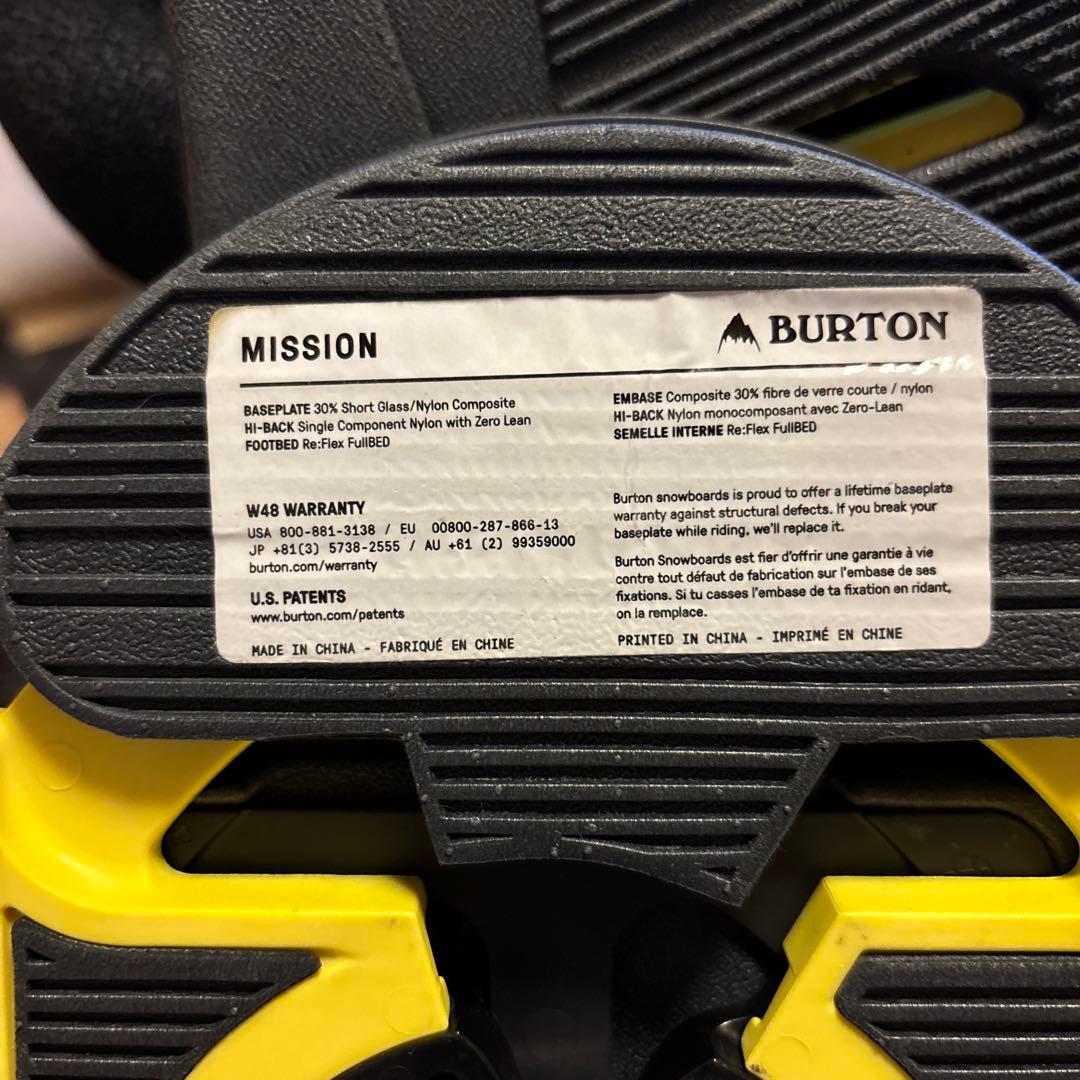 MISSION
BURTON
BASEPLATE 30% Short Glass/Nylon Composite
HI-BACK Single Component Nylon with Zero Lean
FOOTBED Re:Flex FullBED
EMBASE Composite 30% fibre de verre courte / nylon
HI-BACK Nylon monocomposant avec Zero-Lean
SEMELLE INTERNE Re:Flex FullBED
W48 WARRANTY
USA 800-881-3138 / EU 00800-287-866-13
JP +81(3) 5738-2555 / AU +61 (2) 99359000
burton.com/warranty
U.S. PATENTS
www.burton.com/patents
MADE IN CHINA - FABRIQUÉ EN CHINE
Burton snowboards is proud to offer a lifetime baseplate
warranty against structural defects. If you break your
baseplate while riding, we'll replace it.
Burton Snowboards est fier d'offrir une garantie à vie
contre tout défaut de fabrication sur l'embase de ses
fixations. Si tu casses l'embase de ta fixation en ridant,
on la remplace.
PRINTED IN CHINA - IMPRIMÉ EN CHINE